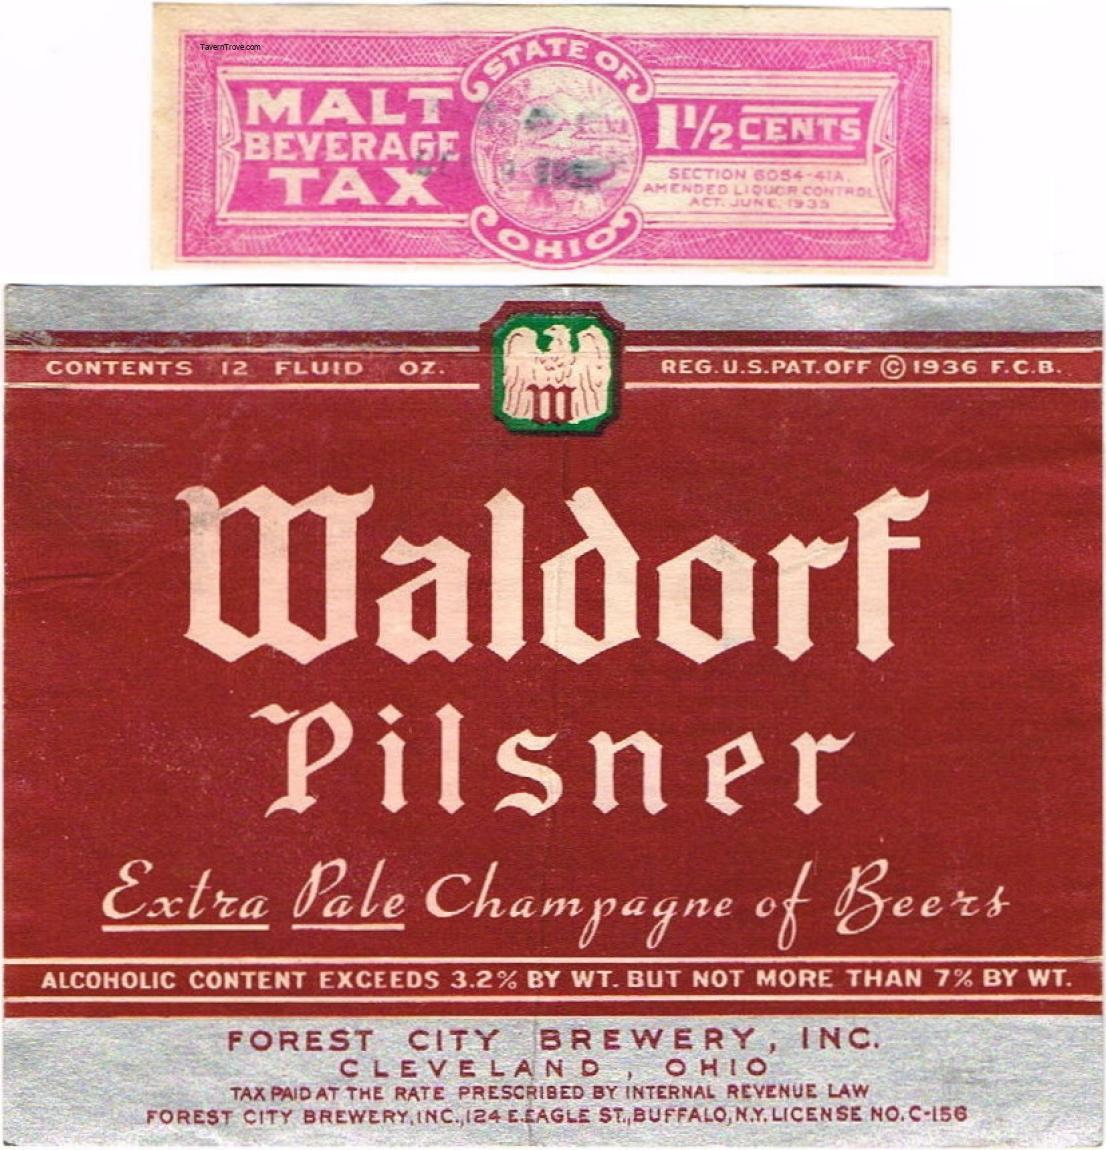 TavernTrove.com
STATE OF
MALT
BEVERAGE
TAX
1½ CENTS
SECTION 6054-41A.
AMENDED LIQUOR CONTROL
ACT. JUNE, 1935
OHIO
CONTENTS 12 FLUID OZ.
W
REG. U.S. PAT. OFF © 1936 F.C.B.
Waldorf
Pilsner
Extra Pale Champagne of Beers
ALCOHOLIC CONTENT EXCEEDS 3.2% BY WT. BUT NOT MORE THAN 7% BY WT.
FOREST CITY BREWERY, INC.
CLEVELAND, OHIO
TAX PAID AT THE RATE PRESCRIBED BY INTERNAL REVENUE LAW
FOREST CITY BREWERY, INC., 124 E. EAGLE ST., BUFFALO, N.Y. LICENSE NO. C-156